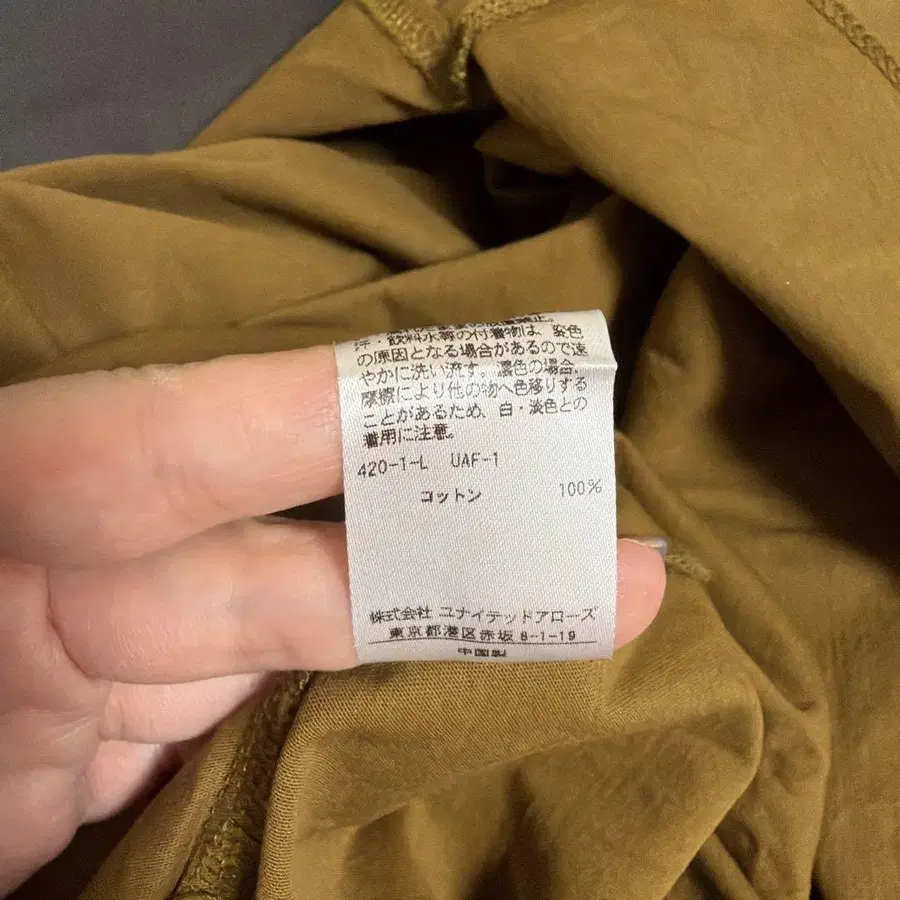 汗・飲料水等の付着物は、変色
の原因となる場合があるので速
やかに洗い流す。濃色の場合、
摩擦により他の物へ色移りする
ことがあるため、白・淡色との
着用に注意。
420-1-L UAF-1
コットン 100%
株式会社 ユナイテッドアローズ
東京都港区赤坂 8-1-19
中国製